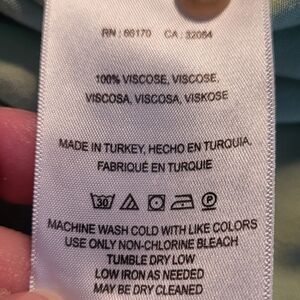 RN : 66170 CA : 32054
100% VISCOSE, VISCOSE,
VISCOSA, VISCOSA, VISKOSE
MADE IN TURKEY, HECHO EN TURQUIA,
FABRIQUÉ EN TURQUIE
30 P
MACHINE WASH COLD WITH LIKE COLORS
USE ONLY NON-CHLORINE BLEACH
TUMBLE DRY LOW
LOW IRON AS NEEDED
MAY BE DRY CLEANED